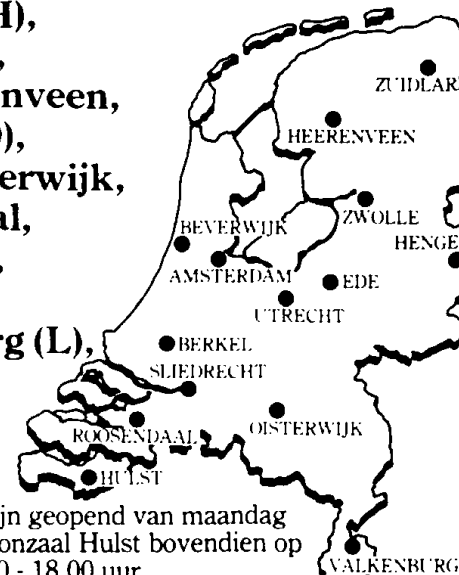 H),
,
nveen,
),
erwijk,
al,
,
rg (L),
ZUIDLAR
HEERENVEEN
ZWOLLE
BEVERWIJK
HENGE
AMSTERDAM
EDE
UTRECHT
BERKEL
SLIEDRECHT
ROOSENDAAL
OISTERWIJK
HULST
ijn geopend van maandag
onzaal Hulst bovendien op
0 - 18.00 uur
VALKENBURG